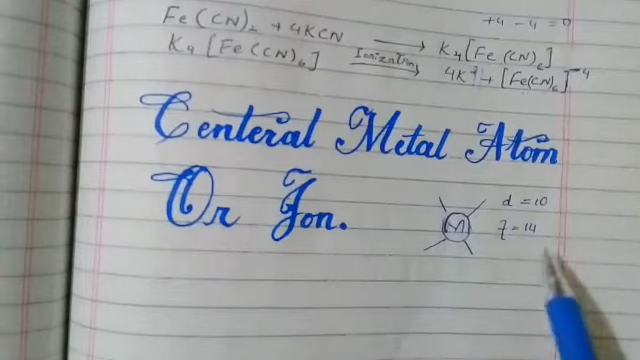 +4 - 4 = 0
Fe(CN)₂ + 4KCN → K₄[Fe(CN)₆]
K₄[Fe(CN)₆] Ionization → 4K⁺ + [Fe(CN)₆]⁻⁴
Centeral Metal Atom
Or Ion.
d = 10
M
f = 14